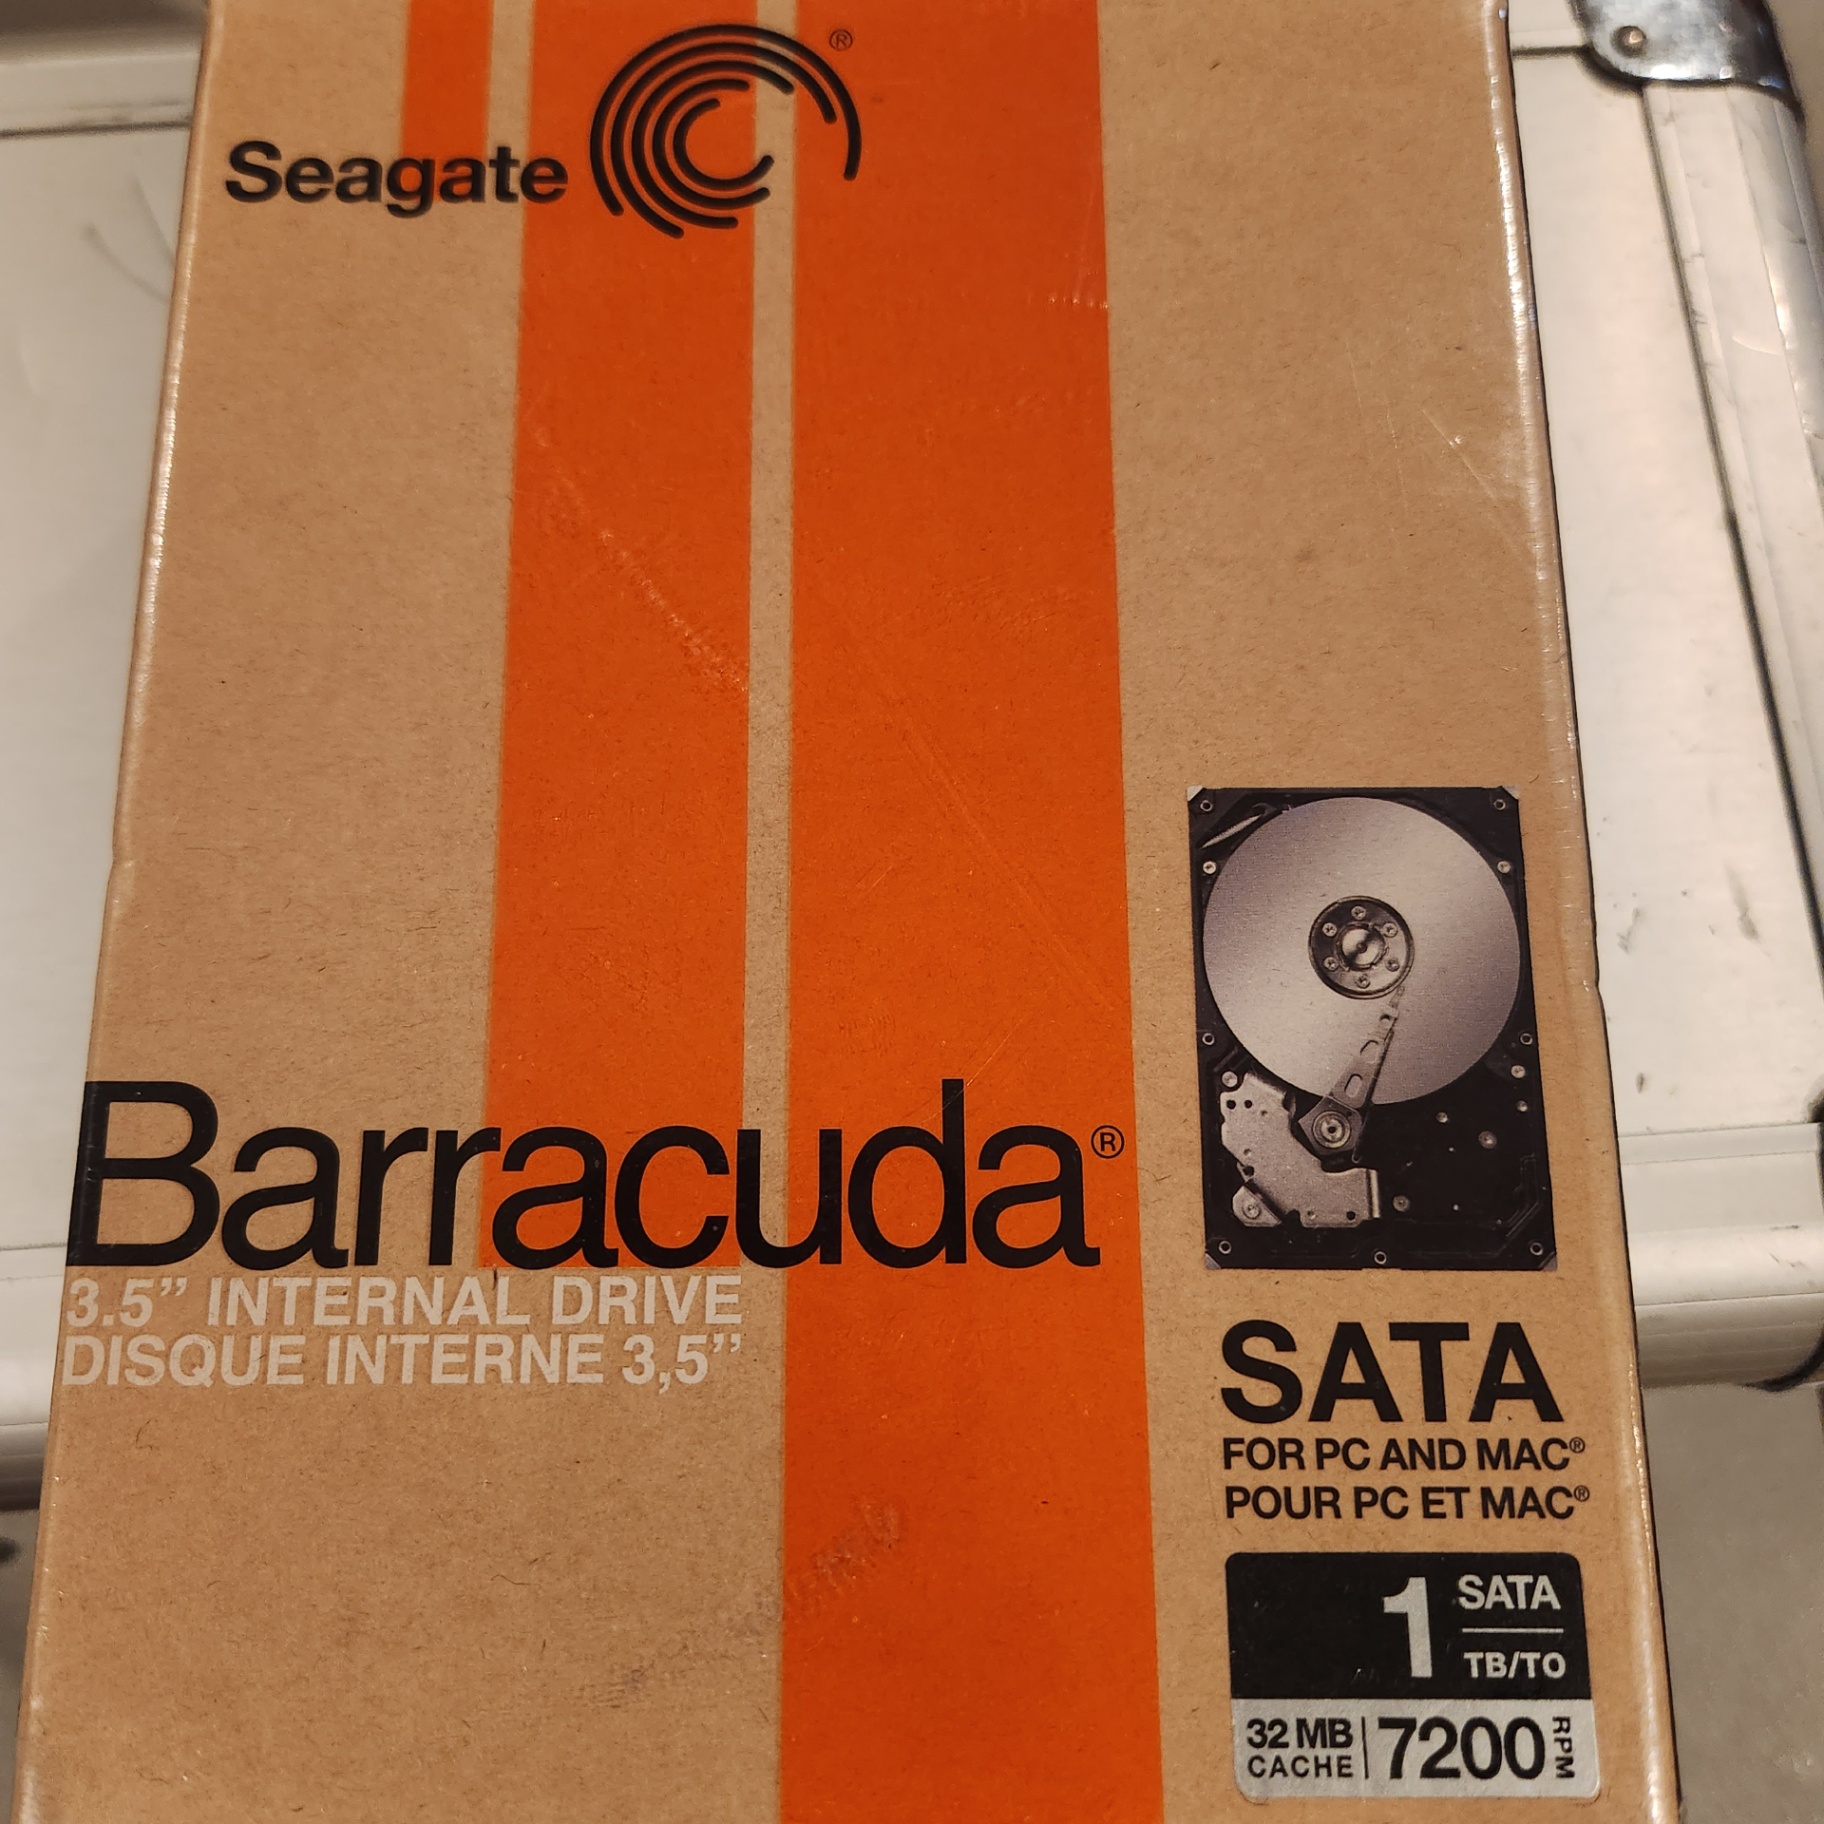 Seagate®
Barracuda®
3.5” INTERNAL DRIVE
DISQUE INTERNE 3,5”
SATA
FOR PC AND MAC®
POUR PC ET MAC®
1 SATA
TB/TO
32 MB
CACHE
7200 RPM